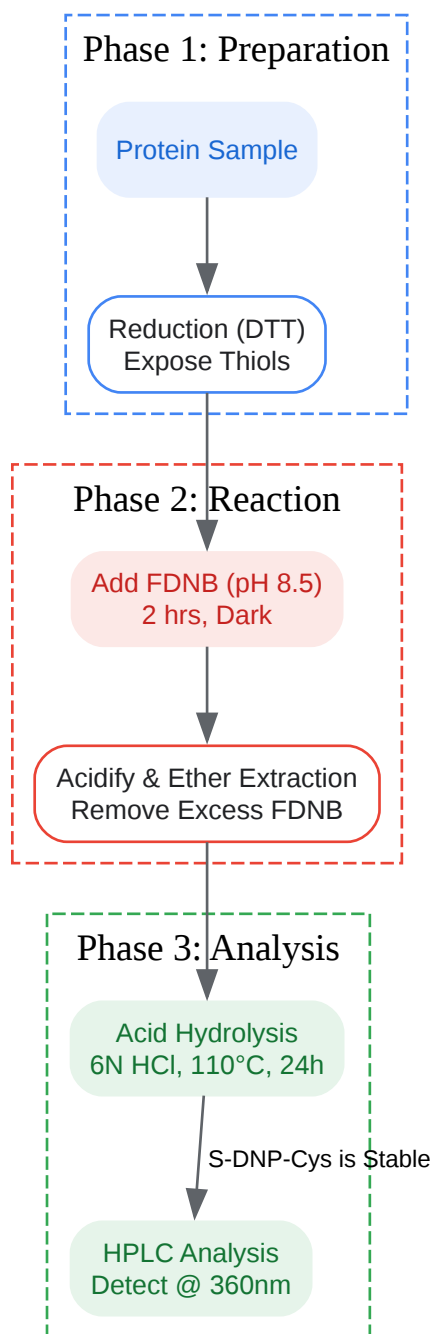 Phase 1: Preparation
Protein Sample
Reduction (DTT)
Expose Thiols
Phase 2: Reaction
Add FDNB (pH 8.5)
2 hrs, Dark
Acidify & Ether Extraction
Remove Excess FDNB
Phase 3: Analysis
Acid Hydrolysis
6N HCl, 110°C, 24h
S-DNP-Cys is Stable
HPLC Analysis
Detect @ 360nm